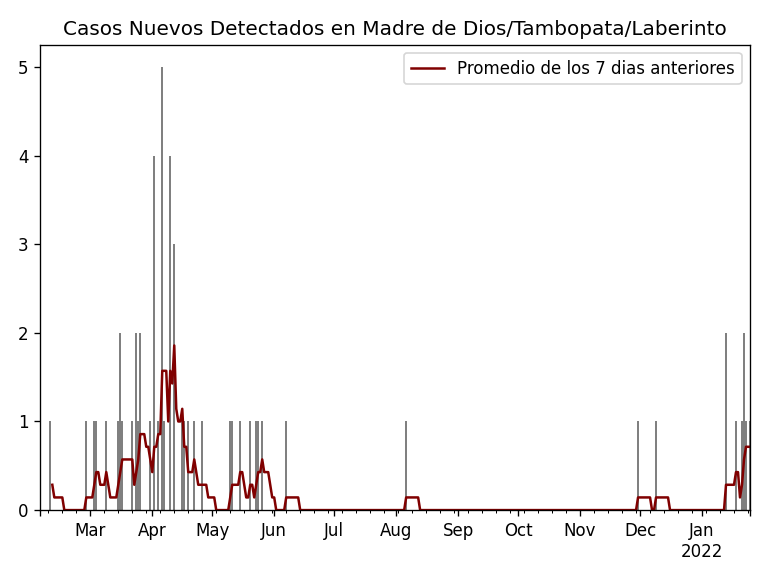 Casos Nuevos Detectados en Madre de Dios/Tambopata/Laberinto
Promedio de los 7 dias anteriores
5
4
3
2
1
0
Mar Apr May Jun Jul Aug Sep Oct Nov Dec Jan
2022